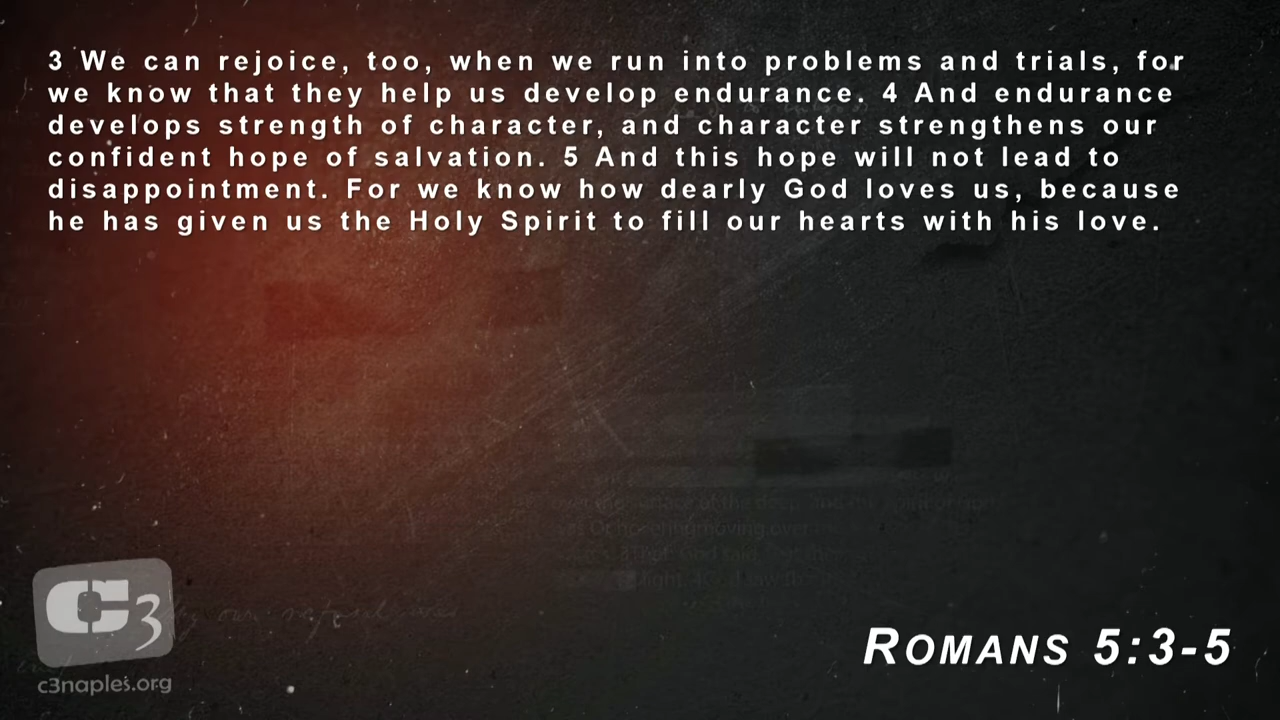 3 We can rejoice, too, when we run into problems and trials, for
we know that they help us develop endurance. 4 And endurance
develops strength of character, and character strengthens our
confident hope of salvation. 5 And this hope will not lead to
disappointment. For we know how dearly God loves us, because
he has given us the Holy Spirit to fill our hearts with his love.
C3
c3naples.org
ROMANS 5:3-5